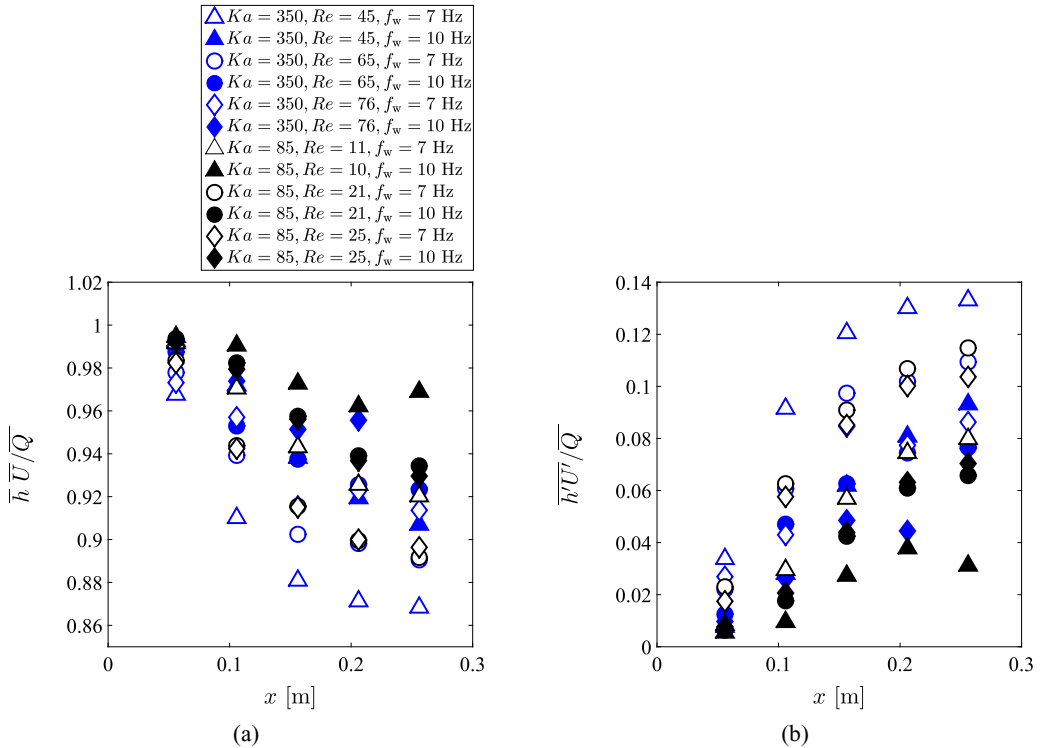 Ka = 350, Re = 45, f_w = 7 Hz
Ka = 350, Re = 45, f_w = 10 Hz
Ka = 350, Re = 65, f_w = 7 Hz
Ka = 350, Re = 65, f_w = 10 Hz
Ka = 350, Re = 76, f_w = 7 Hz
Ka = 350, Re = 76, f_w = 10 Hz
Ka = 85, Re = 11, f_w = 7 Hz
Ka = 85, Re = 10, f_w = 10 Hz
Ka = 85, Re = 21, f_w = 7 Hz
Ka = 85, Re = 21, f_w = 10 Hz
Ka = 85, Re = 25, f_w = 7 Hz
Ka = 85, Re = 25, f_w = 10 Hz
1.02
1
0.98
0.96
0.94
0.92
0.9
0.88
0.86
h̅ U̅/Q̅
0 0.1 0.2 0.3
x [m]
(a)
0.14
0.12
0.1
0.08
0.06
0.04
0.02
0
\overline{h'U'}/\overline{Q}
0 0.1 0.2 0.3
x [m]
(b)